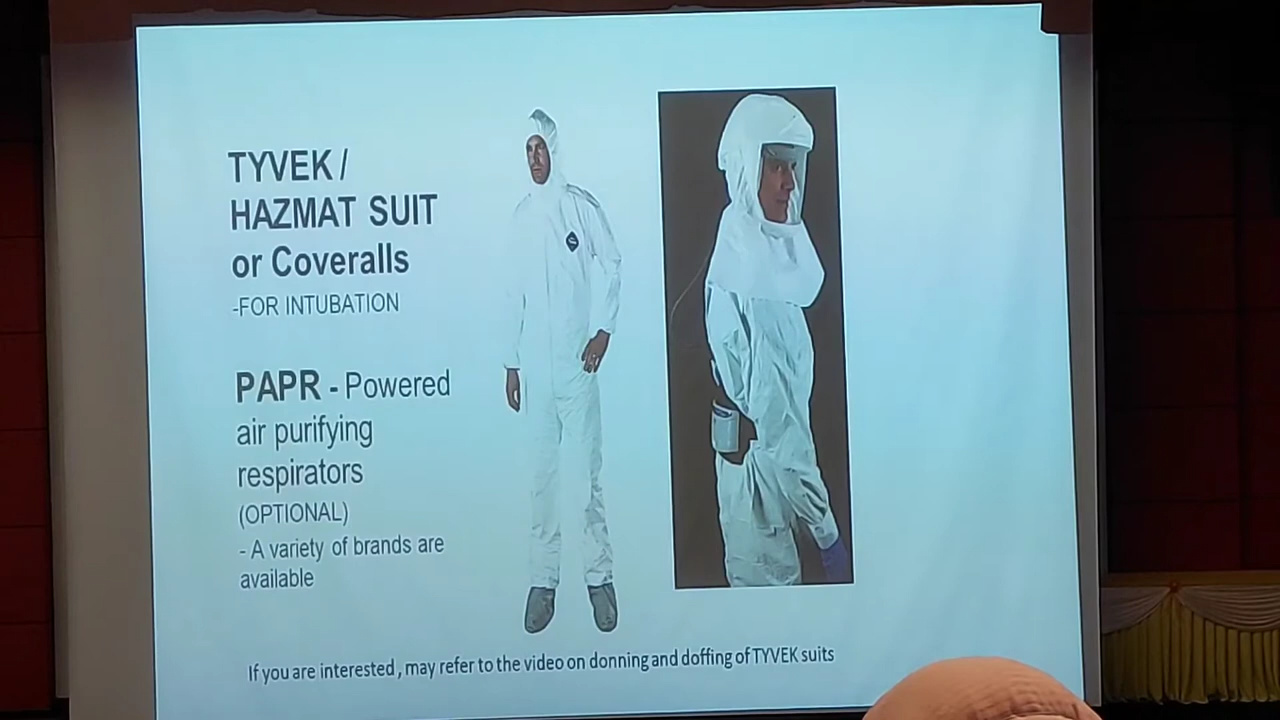 TYVEK /
HAZMAT SUIT
or Coveralls
-FOR INTUBATION
PAPR - Powered
air purifying
respirators
(OPTIONAL)
- A variety of brands are
available
If you are interested , may refer to the video on donning and doffing of TYVEK suits